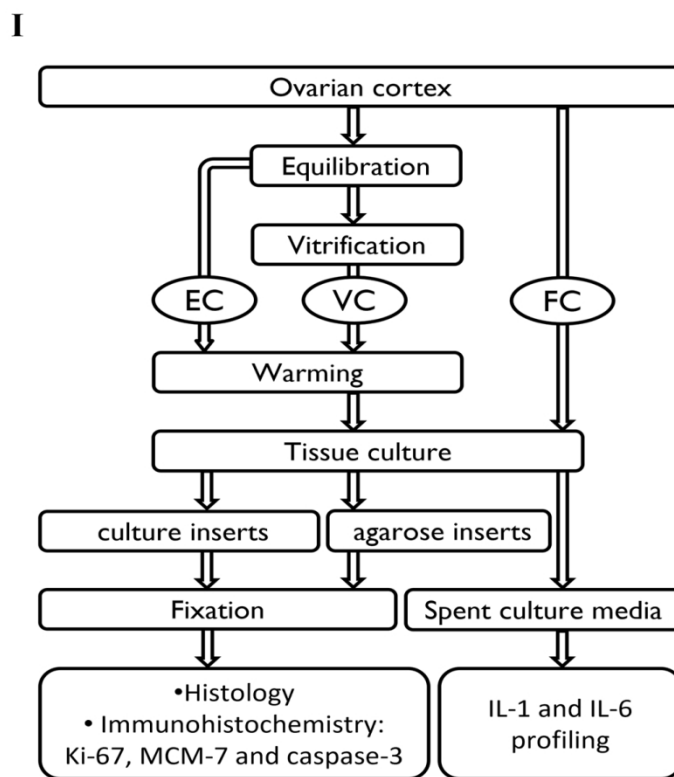 I
Ovarian cortex
Equilibration
Vitrification
EC
VC
FC
Warming
Tissue culture
culture inserts
agarose inserts
Fixation
Spent culture media
•Histology
• Immunohistochemistry:
Ki-67, MCM-7 and caspase-3
IL-1 and IL-6
profiling